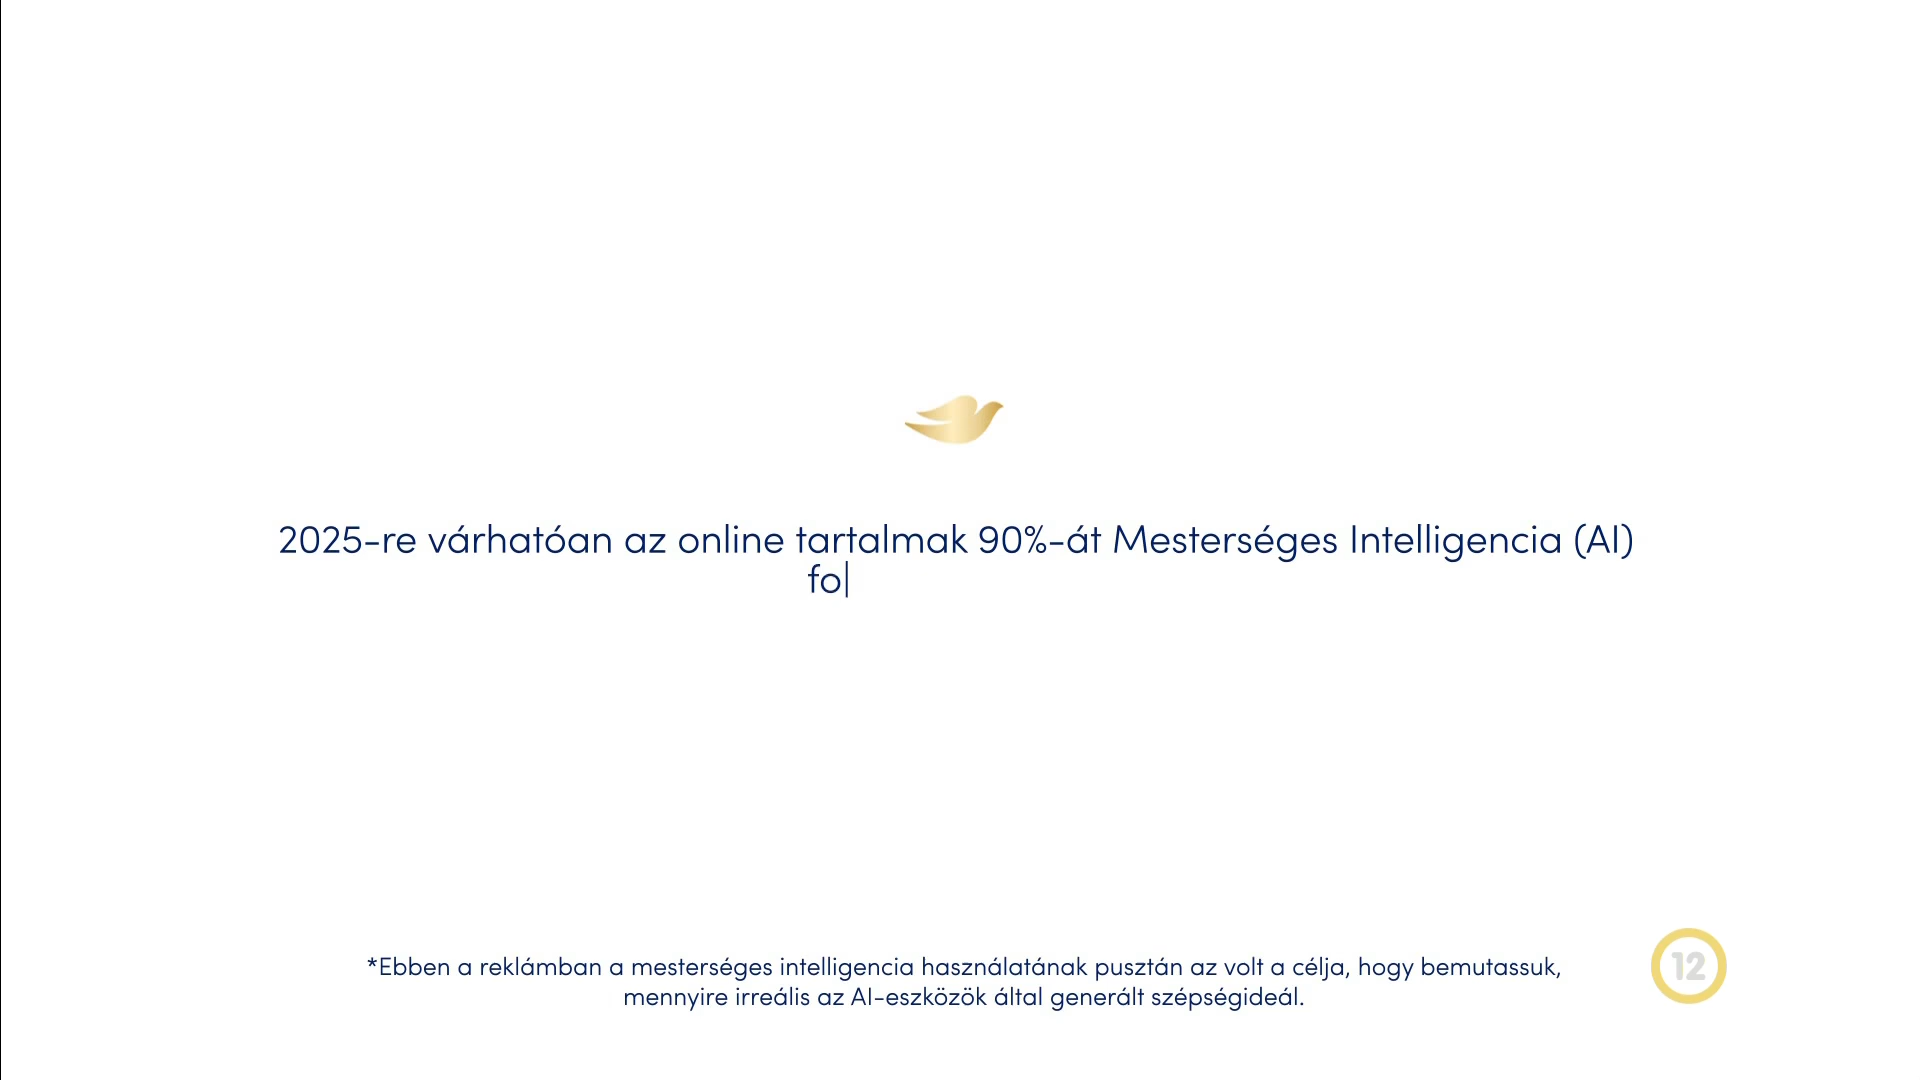 2025-re várhatóan az online tartalmak 90%-át Mesterséges Intelligencia (AI)
fo
*Ebben a reklámban a mesterséges intelligencia használatának pusztán az volt a célja, hogy bemutassuk,
mennyire irreális az AI-eszközök által generált szépségideál.
12